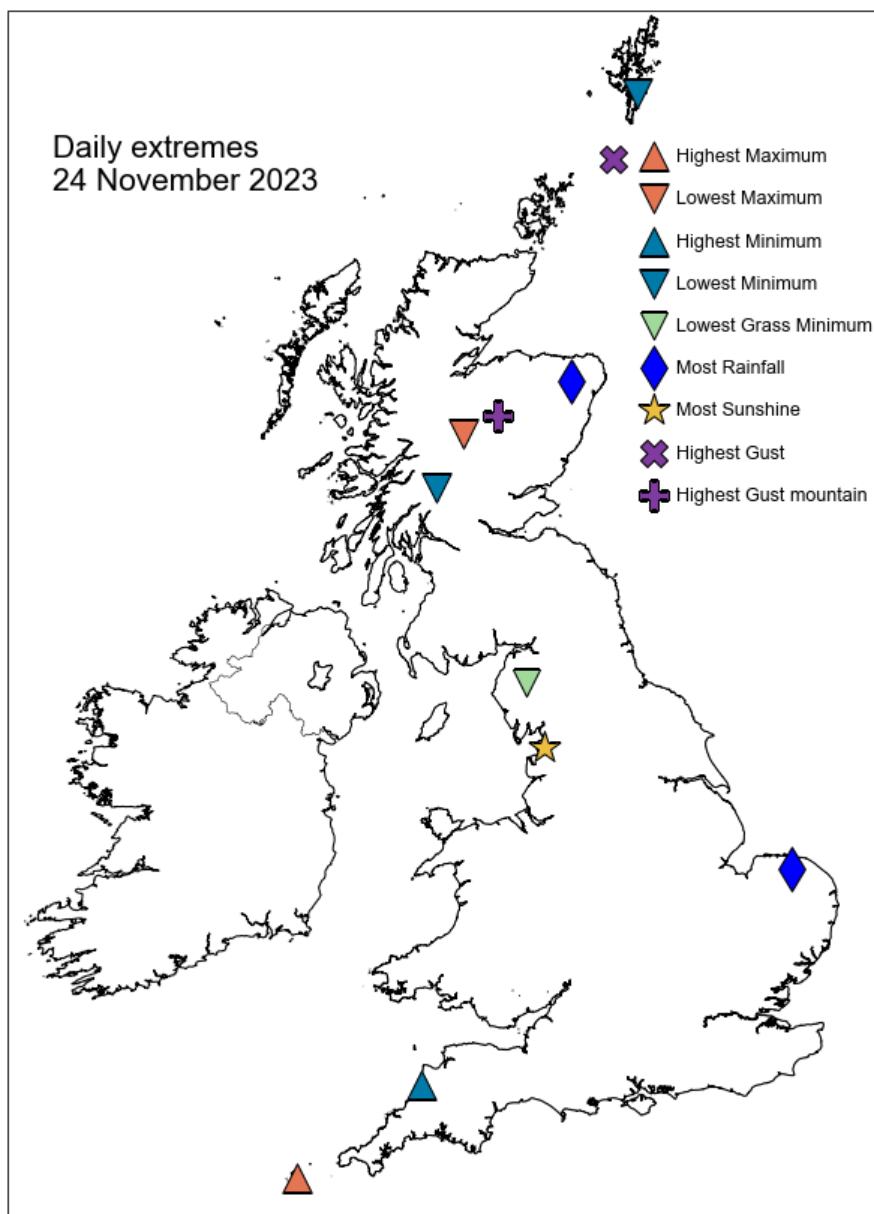 Daily extremes
24 November 2023
Highest Maximum
Lowest Maximum
Highest Minimum
Lowest Minimum
Lowest Grass Minimum
Most Rainfall
Most Sunshine
Highest Gust
Highest Gust mountain